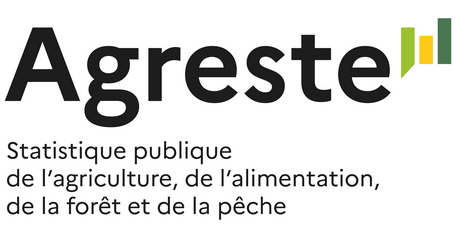 Agreste
Statistique publique
de l'agriculture, de l'alimentation,
de la forêt et de la pêche